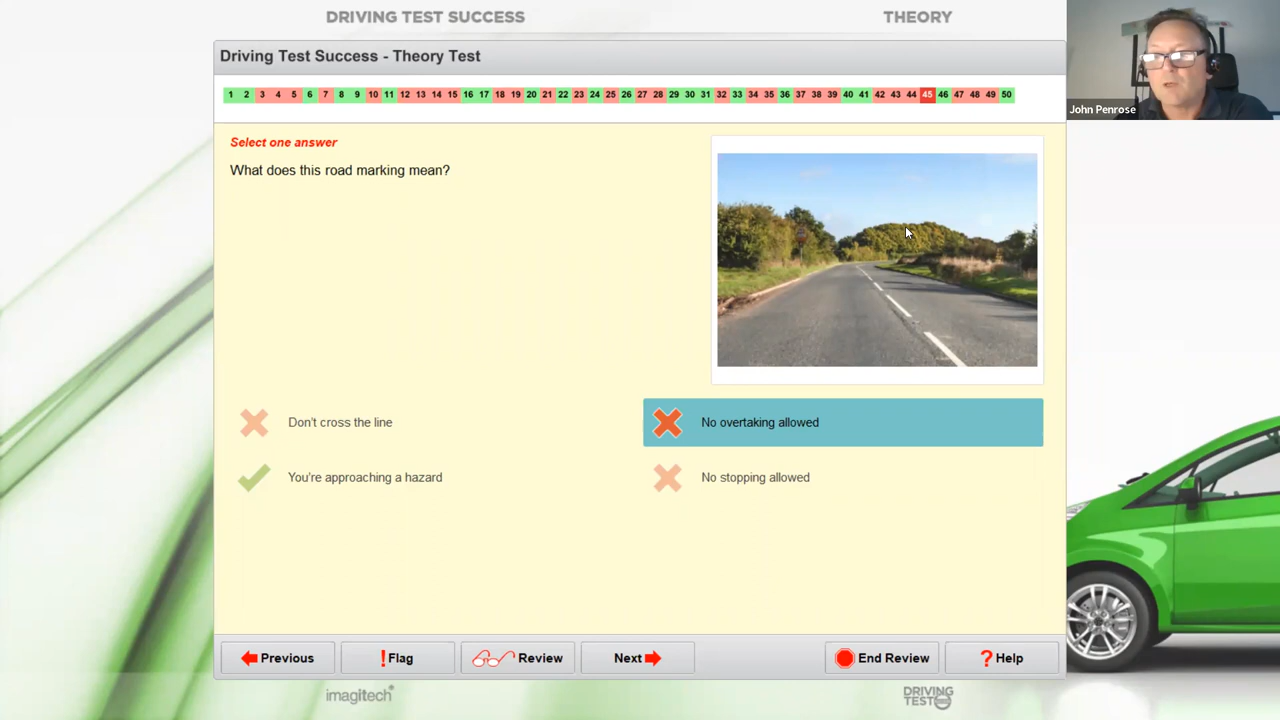 DRIVING TEST SUCCESS THEORY
John Penrose
Driving Test Success - Theory Test
1 2 3 4 5 6 7 8 9 10 11 12 13 14 15 16 17 18 19 20 21 22 23 24 25 26 27 28 29 30 31 32 33 34 35 36 37 38 39 40 41 42 43 44 45 46 47 48 49 50
Select one answer
What does this road marking mean?
Don't cross the line
No overtaking allowed
You're approaching a hazard
No stopping allowed
Previous
!Flag
Review
Next
End Review
?Help
imagitech
DRIVING
TEST